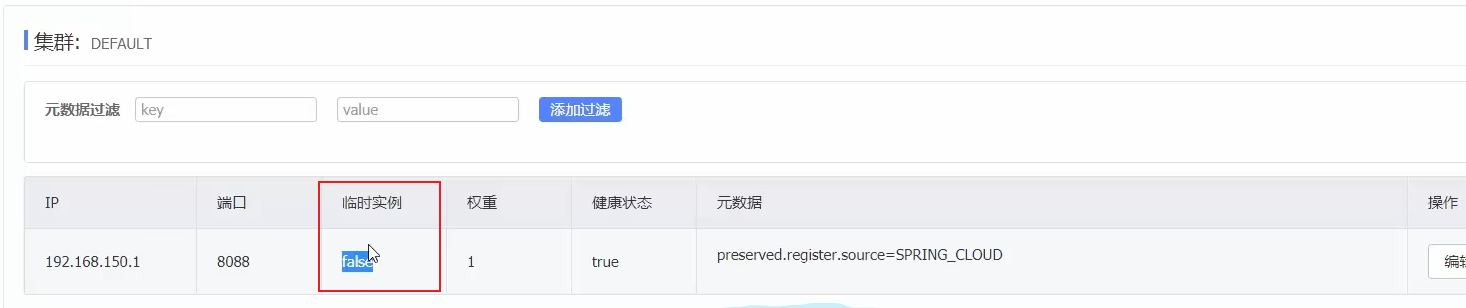 集群: DEFAULT
元数据过滤 key value 添加过滤
IP 端口 临时实例 权重 健康状态 元数据 操作
192.168.150.1 8088 false 1 true preserved.register.source=SPRING_CLOUD 编辑